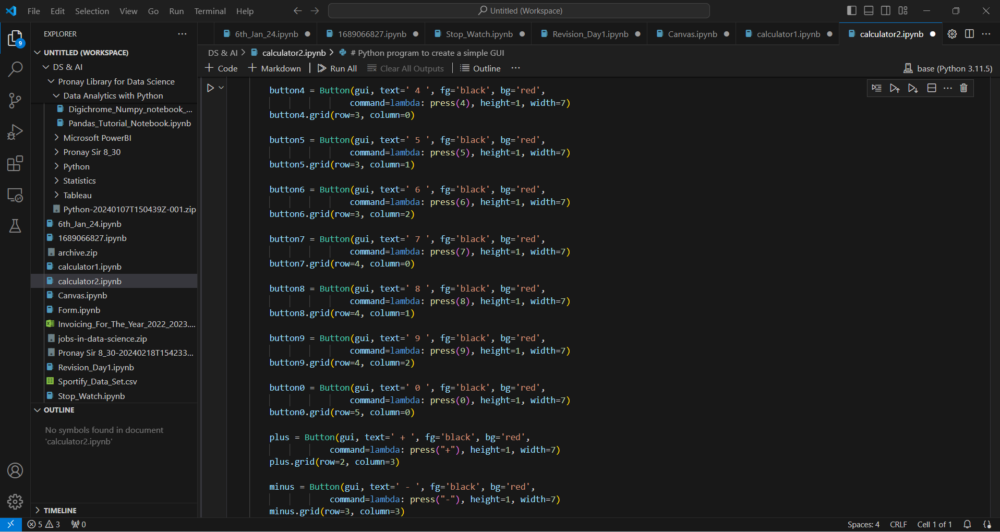 File Edit Selection View Go Run Terminal Help
Untitled (Workspace)
EXPLORER
UNTITLED (WORKSPACE)
DS & AI
Pronay Library for Data Science
Data Analytics with Python
Digichrome_Numpy_notebook_...
Pandas_Tutorial_Notebook.ipynb
Microsoft PowerBI
Pronay Sir 8_30
Python
Statistics
Tableau
Python-20240107T150439Z-001.zip
6th_Jan_24.ipynb
1689066827.ipynb
archive.zip
calculator1.ipynb
calculator2.ipynb
Canvas.ipynb
Form.ipynb
Invoicing_For_The_Year_2022_2023....
jobs-in-data-science.zip
Pronay Sir 8_30-20240218T154233...
Revision_Day1.ipynb
Sportify_Data_Set.csv
Stop_Watch.ipynb
OUTLINE
No symbols found in document
'calculator2.ipynb'
TIMELINE
9
6th_Jan_24.ipynb 1689066827.ipynb Stop_Watch.ipynb Revision_Day1.ipynb Canvas.ipynb calculator1.ipynb calculator2.ipynb
DS & AI > calculator2.ipynb > # Python program to create a simple GUI
+ Code + Markdown | Run All Clear All Outputs | Outline ...
base (Python 3.11.5)
button4 = Button(gui, text=' 4 ', fg='black', bg='red',
command=lambda: press(4), height=1, width=7)
button4.grid(row=3, column=0)
button5 = Button(gui, text=' 5 ', fg='black', bg='red',
command=lambda: press(5), height=1, width=7)
button5.grid(row=3, column=1)
button6 = Button(gui, text=' 6 ', fg='black', bg='red',
command=lambda: press(6), height=1, width=7)
button6.grid(row=3, column=2)
button7 = Button(gui, text=' 7 ', fg='black', bg='red',
command=lambda: press(7), height=1, width=7)
button7.grid(row=4, column=0)
button8 = Button(gui, text=' 8 ', fg='black', bg='red',
command=lambda: press(8), height=1, width=7)
button8.grid(row=4, column=1)
button9 = Button(gui, text=' 9 ', fg='black', bg='red',
command=lambda: press(9), height=1, width=7)
button9.grid(row=4, column=2)
button0 = Button(gui, text=' 0 ', fg='black', bg='red',
command=lambda: press(0), height=1, width=7)
button0.grid(row=5, column=0)
plus = Button(gui, text=' + ', fg='black', bg='red',
command=lambda: press("+"), height=1, width=7)
plus.grid(row=2, column=3)
minus = Button(gui, text=' - ', fg='black', bg='red',
command=lambda: press("-"), height=1, width=7)
minus.grid(row=3, column=3)
5 3 0
Spaces: 4 CRLF Cell 1 of 1